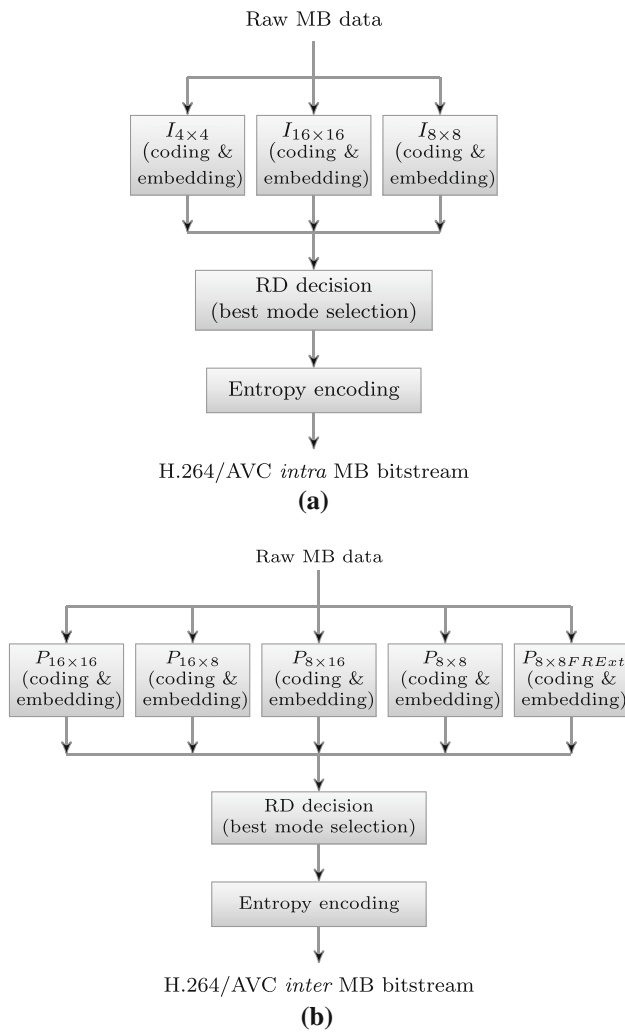 Raw MB data
I4×4 I16×16 I8×8
(coding & (coding & (coding &
embedding) embedding) embedding)
RD decision
(best mode selection)
Entropy encoding
H.264/AVC intra MB bitstream
(a)
Raw MB data
P16×16 P16×8 P8×16 P8×8 P8×8FRExt
(coding & (coding & (coding & (coding & (coding &
embedding) embedding) embedding) embedding) embedding)
RD decision
(best mode selection)
Entropy encoding
H.264/AVC inter MB bitstream
(b)